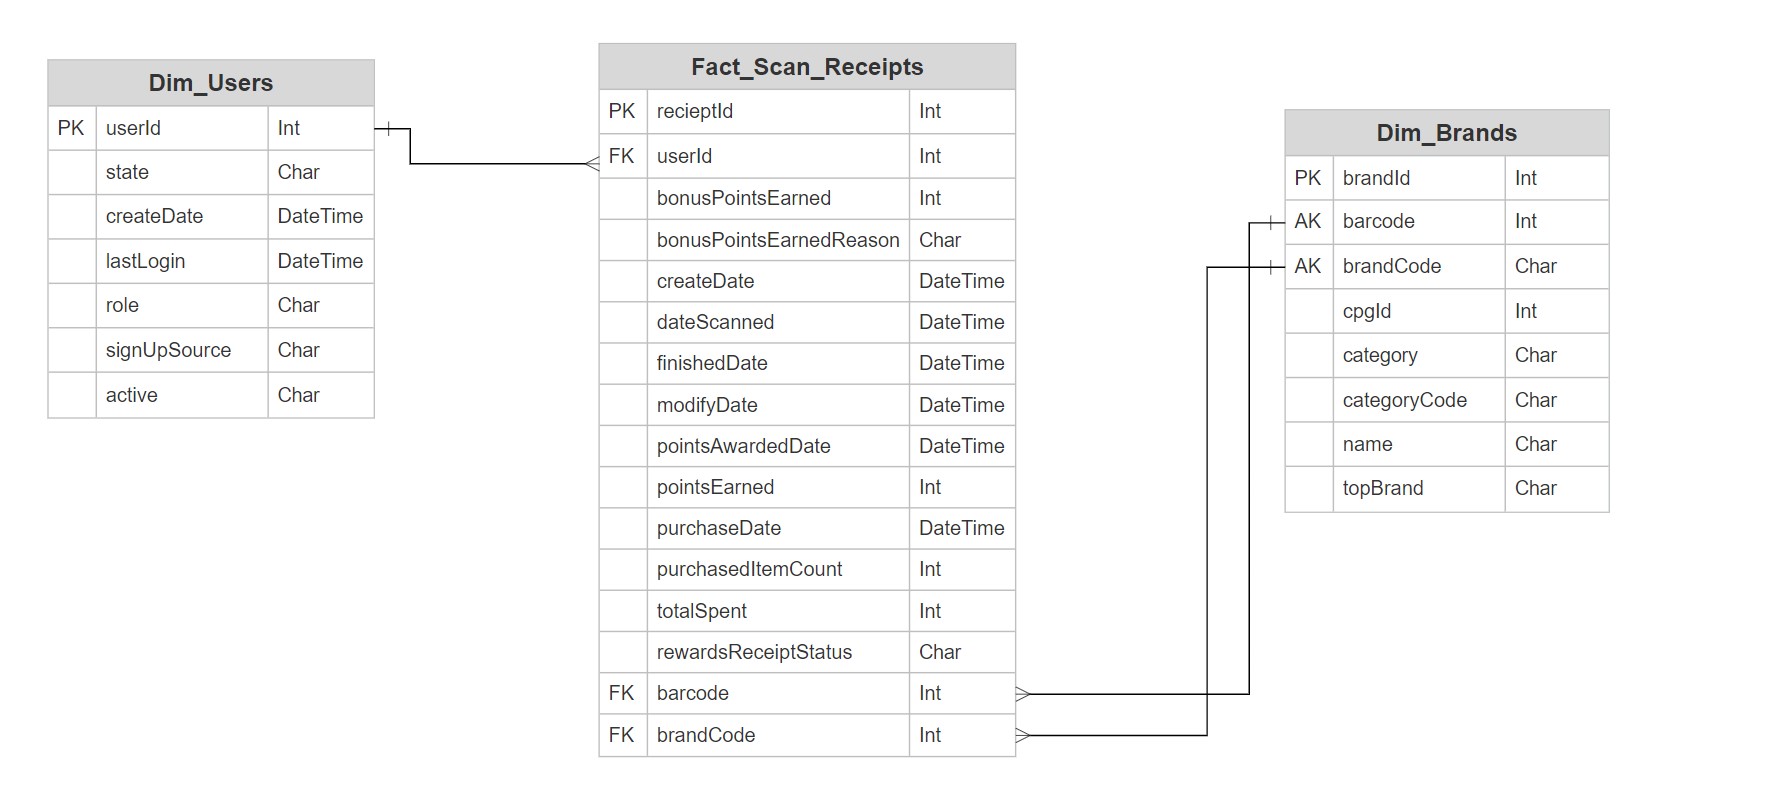 Dim_Users
PK userId Int
state Char
createDate DateTime
lastLogin DateTime
role Char
signUpSource Char
active Char
Fact_Scan_Receipts
PK recieptId Int
FK userId Int
bonusPointsEarned Int
bonusPointsEarnedReason Char
createDate DateTime
dateScanned DateTime
finishedDate DateTime
modifyDate DateTime
pointsAwardedDate DateTime
pointsEarned Int
purchaseDate DateTime
purchasedItemCount Int
totalSpent Int
rewardsReceiptStatus Char
FK barcode Int
FK brandCode Int
Dim_Brands
PK brandId Int
AK barcode Int
AK brandCode Char
cpgId Int
category Char
categoryCode Char
name Char
topBrand Char